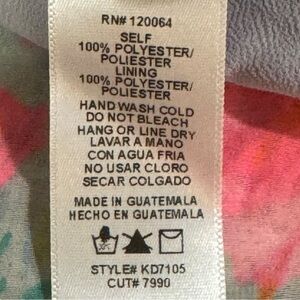 RN# 120064
SELF
100% POLYESTER/
POLIESTER
LINING
100% POLYESTER/
POLIESTER
HAND WASH COLD
DO NOT BLEACH
HANG OR LINE DRY
LAVAR A MANO
CON AGUA FRIA
NO USAR CLORO
SECAR COLGADO
MADE IN GUATEMALA
HECHO EN GUATEMALA
STYLE# KD7105
CUT# 7990